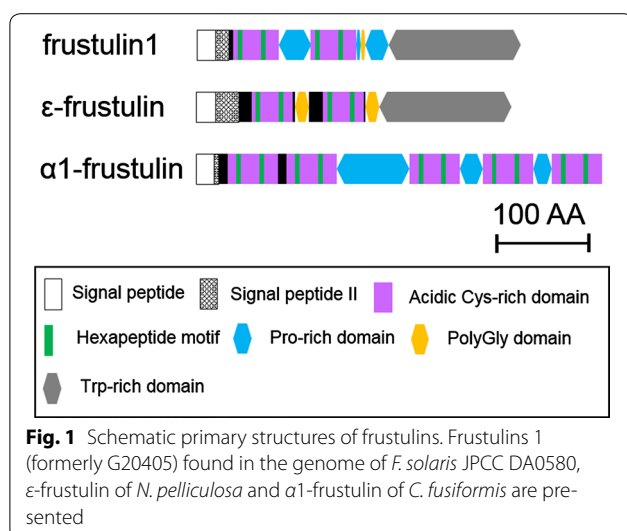 frustulin1
ε-frustulin
α1-frustulin
100 AA
Signal peptide
Signal peptide II
Acidic Cys-rich domain
Hexapeptide motif
Pro-rich domain
PolyGly domain
Trp-rich domain
Fig. 1 Schematic primary structures of frustulins. Frustulins 1
(formerly G20405) found in the genome of F. solaris JPCC DA0580,
ε-frustulin of N. pelliculosa and α1-frustulin of C. fusiformis are pre-
sented